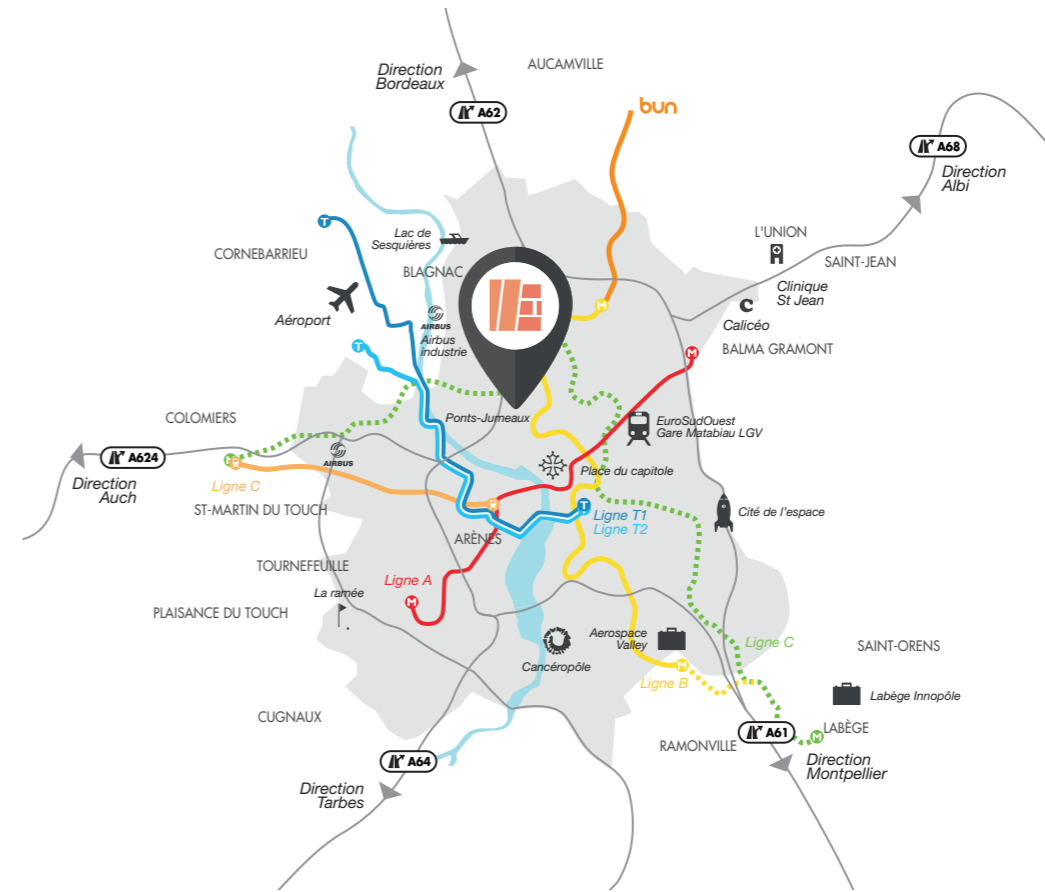 AUCAMVILLE
Direction
Bordeaux
bun
A62
A68
Direction
Albi
L'UNION
Lac de
Sesquières
CORNEBARRIEU
SAINT-JEAN
BLAGNAC
Clinique
St Jean
Aéroport
AIRBUS
Airbus
industrie
Calicéo
BALMA GRAMONT
COLOMIERS
Ponts-Jumeaux
EuroSudOuest
Gare Matabiau LGV
A624
AIRBUS
Place du capitole
Direction
Auch
Ligne C
ST-MARTIN DU TOUCH
Ligne T1
Ligne T2
Cité de l'espace
ARÈNES
TOURNEFEUILLE
Ligne A
La ramée
PLAISANCE DU TOUCH
Aerospace
Valley
Ligne C
SAINT-ORENS
Cancéropôle
Ligne B
Labège Innopôle
CUGNAUX
LABÈGE
A61
RAMONVILLE
A64
Direction
Montpellier
Direction
Tarbes
T
T
T
M
M
M
M
M